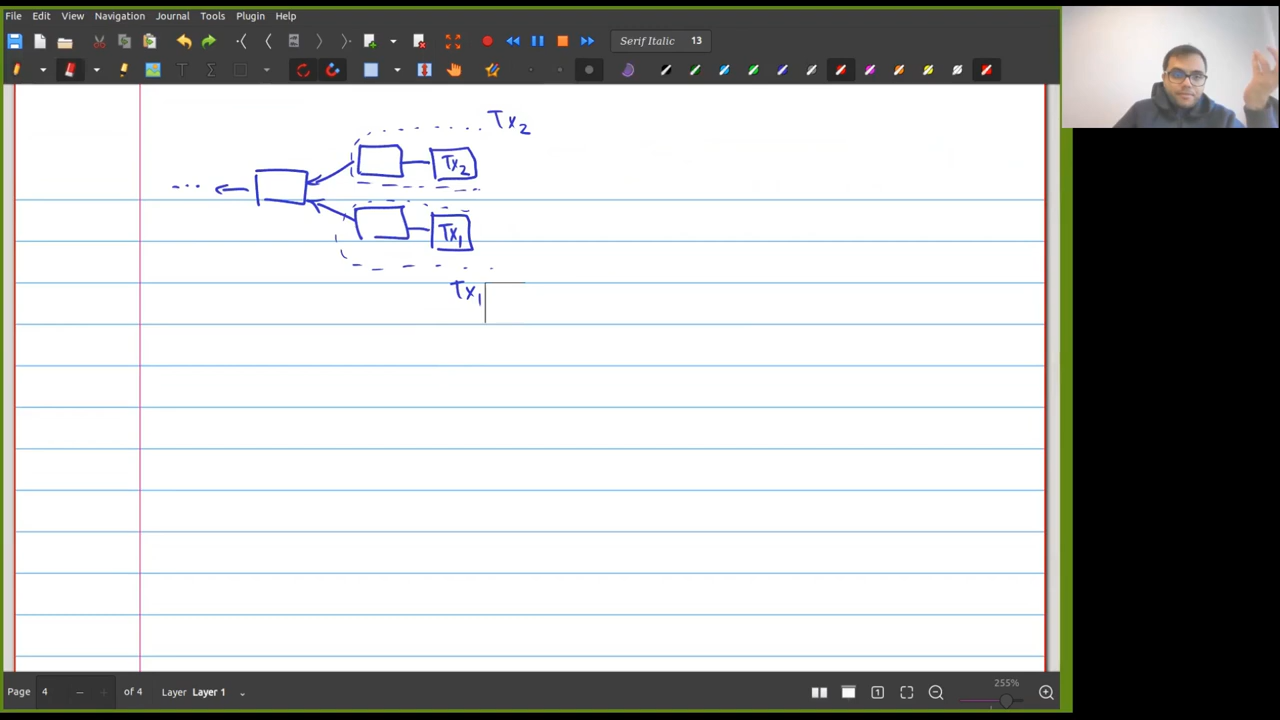 File Edit View Navigation Journal Tools Plugin Help
Serif Italic 13
Tx2
... Tx2
Tx1
Tx1
Page 4 of 4 Layer Layer 1 255%